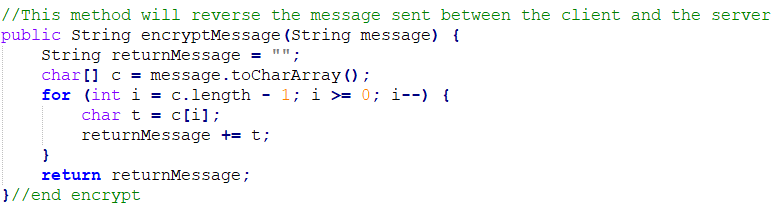 //This method will reverse the message sent between the client and the server
public String encryptMessage(String message) {
    String returnMessage = "";
    char[] c = message.toCharArray();
    for (int i = c.length - 1; i >= 0; i--) {
        char t = c[i];
        returnMessage += t;
    }
    return returnMessage;
}//end encrypt